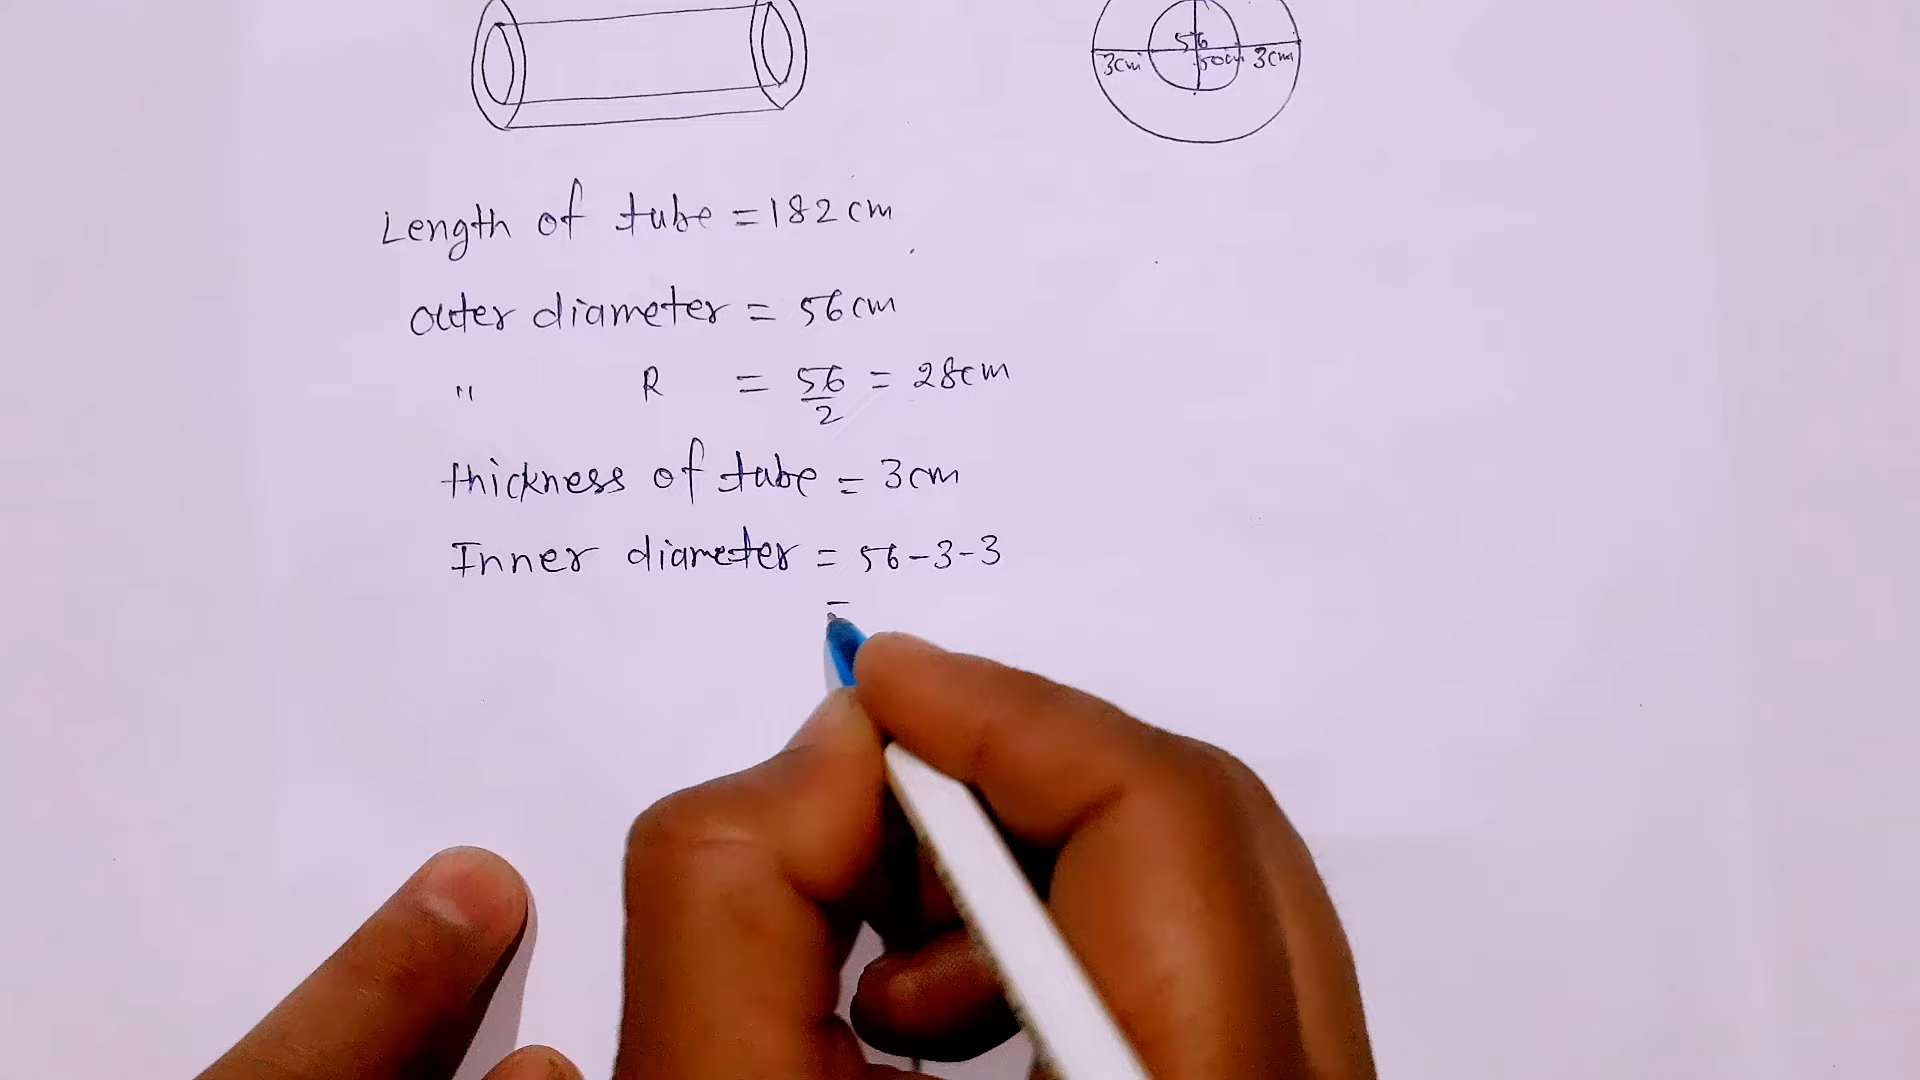 56
3cm 50cm 3cm
Length of tube = 182 cm
outer diameter = 56 cm
" R = 56/2 = 28cm
thickness of tube = 3cm
Inner diameter = 56-3-3
=